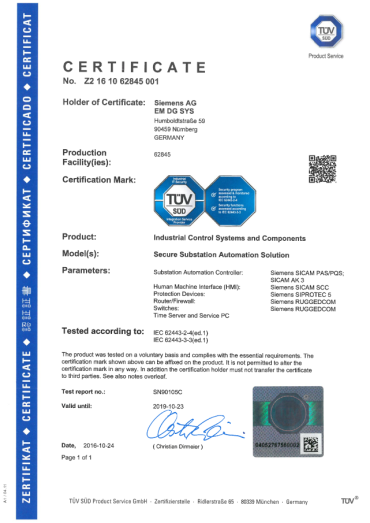 TÜV
SÜD
Product Service
CERTIFICATE
No. Z2 16 10 62845 001
Holder of Certificate: Siemens AG
EM DG SYS
Humboldtstraße 59
90459 Nürnberg
GERMANY
Production
Facility(ies): 62845
Certification Mark:
TÜV
SÜD
Product: Industrial Control Systems and Components
Model(s): Secure Substation Automation Solution
Parameters: Substation Automation Controller: Siemens SICAM PAS/PQS;
SICAM AK 3
Human Machine Interface (HMI): Siemens SICAM SCC
Protection Devices: Siemens SIPROTEC 5
Router/Firewall: Siemens RUGGEDCOM
Switches: Siemens RUGGEDCOM
Time Server and Service PC
Tested according to: IEC 62443-2-4(ed.1)
IEC 62443-3-3(ed.1)
The product was tested on a voluntary basis and complies with the essential requirements. The
certification mark shown above can be affixed on the product. It is not permitted to alter the
certification mark in any way. In addition the certification holder must not transfer the certificate
to third parties. See also notes overleaf.
Test report no.: SN90105C
Valid until: 2019-10-23
Date, 2016-10-24
( Christian Dirmeier )
Page 1 of 1
TÜV SÜD Product Service GmbH · Zertifizierstelle · Ridlerstraße 65 · 80339 München · Germany
TÜV®
ZERTIFIKAT ◆ CERTIFICATE ◆ 認證證書 ◆ СЕРТИФИКАТ ◆ CERTIFICADO ◆ CERTIFICAT